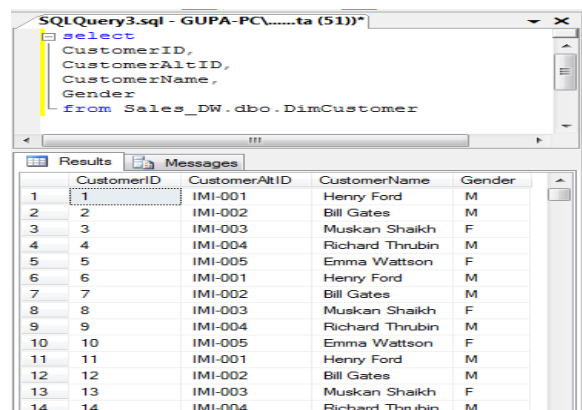 SQLQuery3.sql - GUPA-PC\......ta (51))*
select
CustomerID,
CustomerAltID,
CustomerName,
Gender
from Sales_DW.dbo.DimCustomer
Results Messages
CustomerID CustomerAltID CustomerName Gender
1 1 IMI-001 Henry Ford M
2 2 IMI-002 Bill Gates M
3 3 IMI-003 Muskan Shaikh F
4 4 IMI-004 Richard Thrubin M
5 5 IMI-005 Emma Wattson F
6 6 IMI-001 Henry Ford M
7 7 IMI-002 Bill Gates M
8 8 IMI-003 Muskan Shaikh F
9 9 IMI-004 Richard Thrubin M
10 10 IMI-005 Emma Wattson F
11 11 IMI-001 Henry Ford M
12 12 IMI-002 Bill Gates M
13 13 IMI-003 Muskan Shaikh F
14 14 IMI-004 Richard Thrubin M